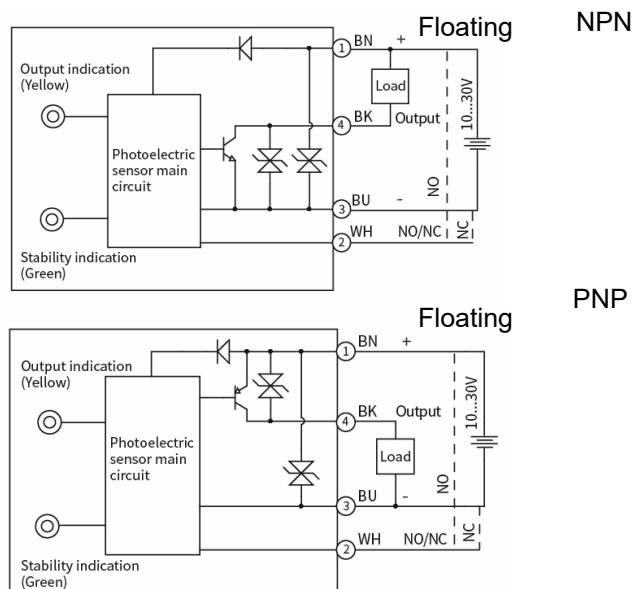 Floating
NPN
1 BN +
Output indication
(Yellow)
Load
10...30V
4 BK Output
Photoelectric
sensor main
circuit
NO
3 BU -
2 WH NO/NC NC
Stability indication
(Green)
PNP
Floating
1 BN +
Output indication
(Yellow)
10...30V
4 BK Output
Photoelectric
sensor main
circuit
Load
NO
3 BU -
2 WH NO/NC NC
Stability indication
(Green)